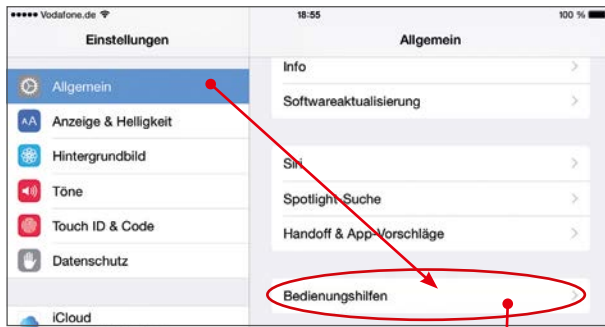 Vodafone.de 18:55 100 %
Einstellungen
Allgemein
Anzeige & Helligkeit
Hintergrundbild
Töne
Touch ID & Code
Datenschutz
iCloud
Allgemein
Info
Softwareaktualisierung
Siri
Spotlight-Suche
Handoff & App-Vorschläge
Bedienungshilfen